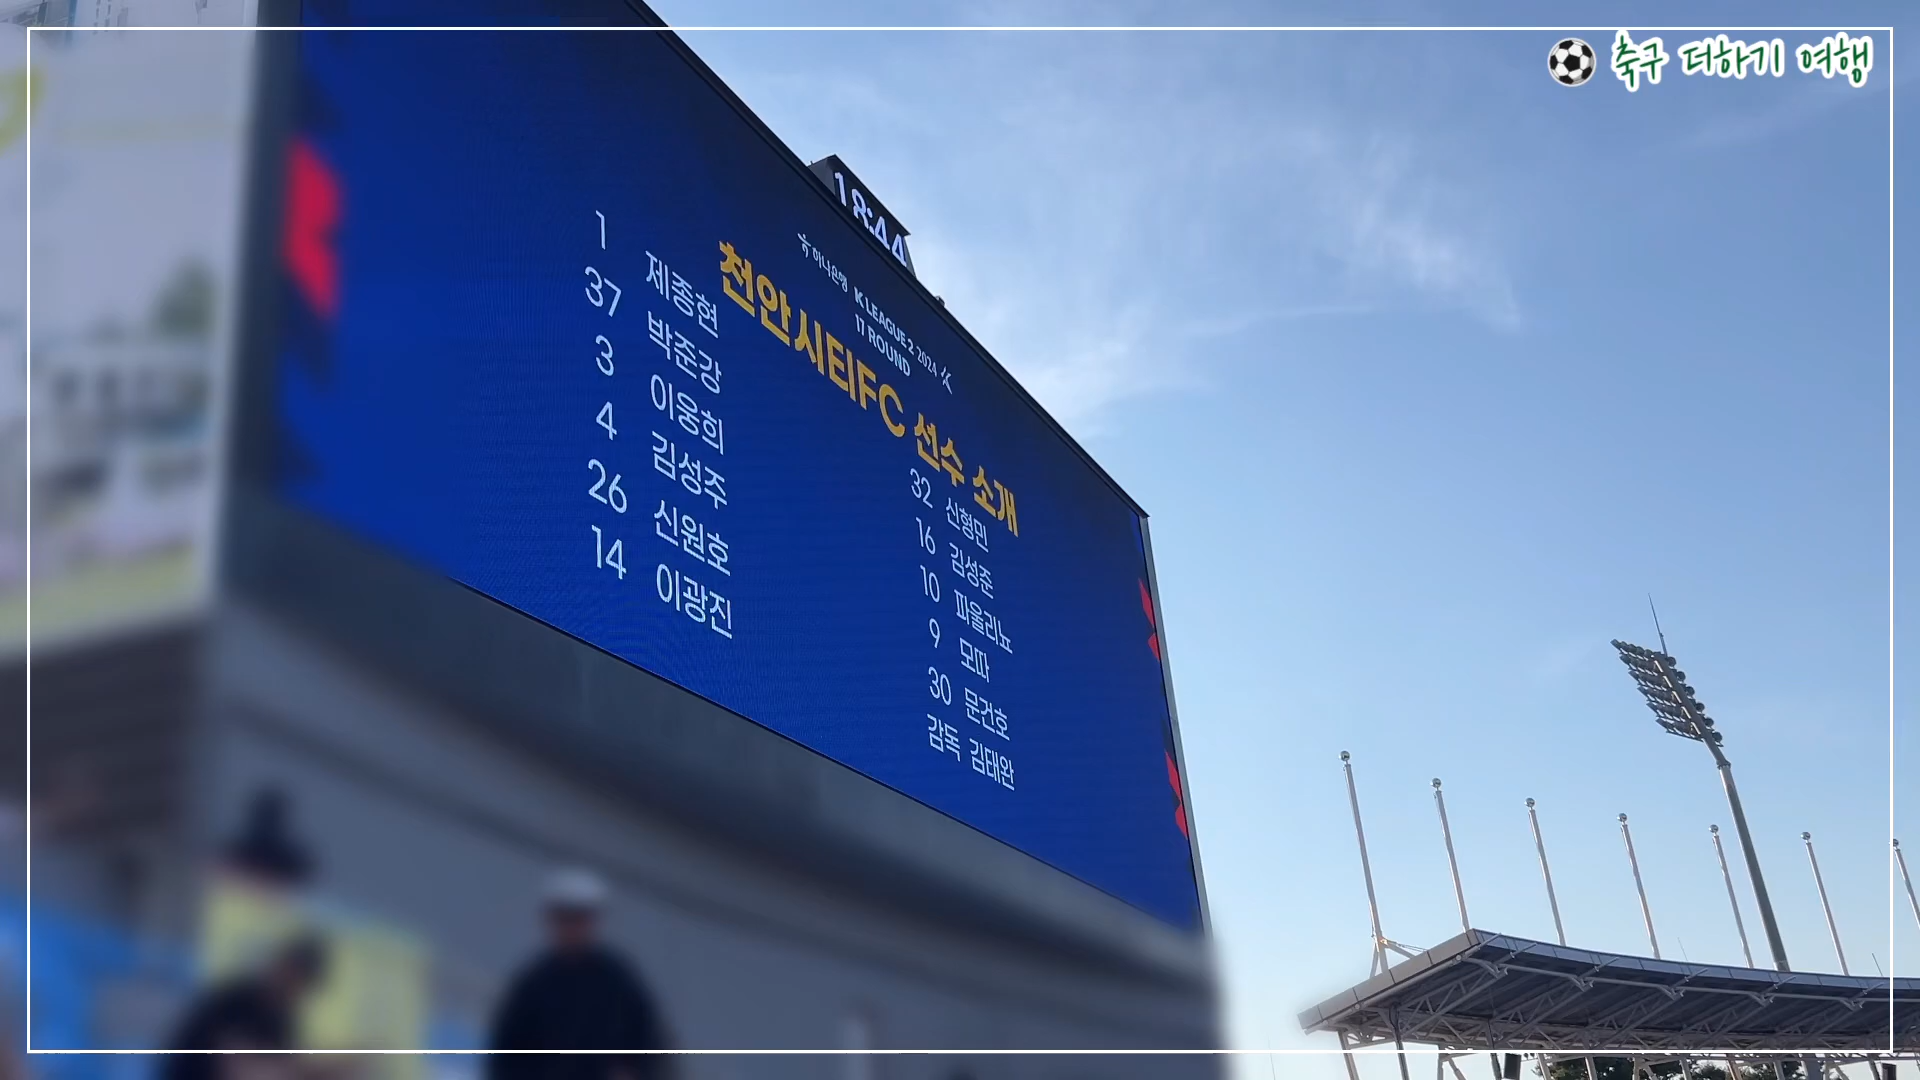 축구 더하기 여행
18:44
하나은행 K LEAGUE 2 2024
17 ROUND
천안시티FC 선수 소개
1 제종현
37 박준강
3 이웅희
4 김성주
26 신원호
14 이광진
32 신형민
16 김성준
10 파울리뇨
9 모따
30 문건호
감독 김태완